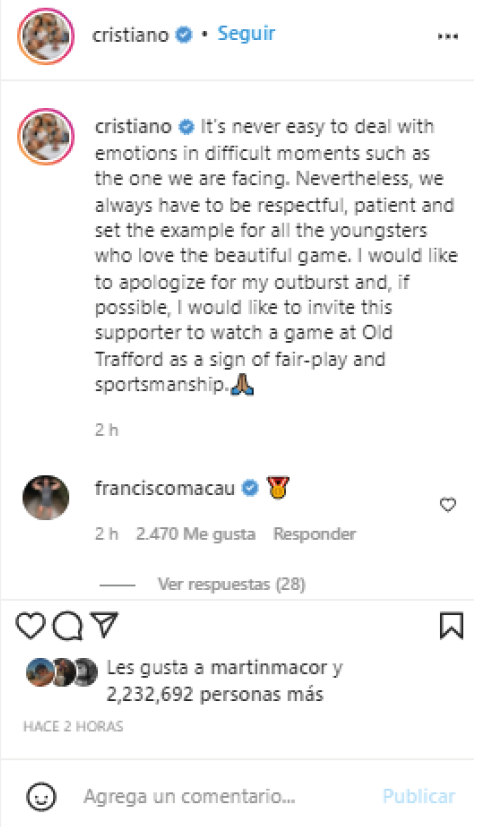 cristiano • Seguir
cristiano It's never easy to deal with
emotions in difficult moments such as
the one we are facing. Nevertheless, we
always have to be respectful, patient and
set the example for all the youngsters
who love the beautiful game. I would like
to apologize for my outburst and, if
possible, I would like to invite this
supporter to watch a game at Old
Trafford as a sign of fair-play and
sportsmanship.🙏🏽
2 h
franciscomacau 🏅
2 h 2.470 Me gusta Responder
Ver respuestas (28)
Les gusta a martinmacor y
2,232,692 personas más
HACE 2 HORAS
Agrega un comentario... Publicar